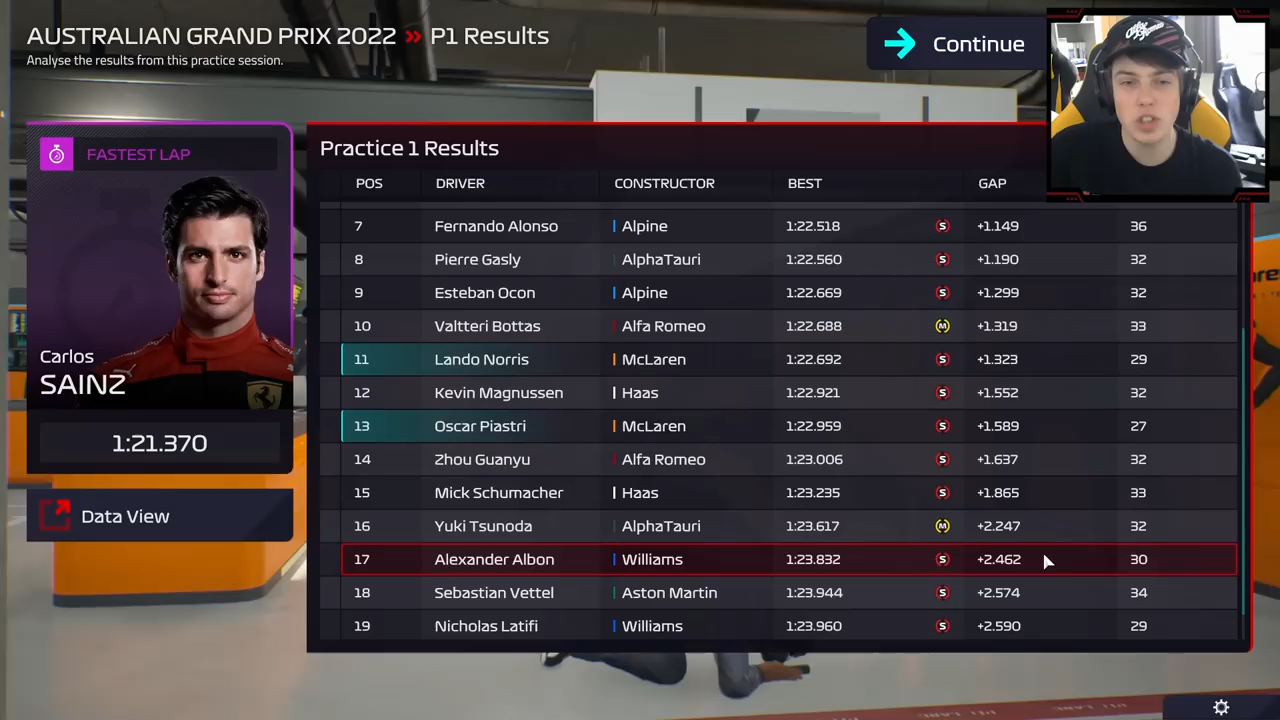 AUSTRALIAN GRAND PRIX 2022 » P1 Results
Analyse the results from this practice session.
Continue
FASTEST LAP
Carlos
SAINZ
1:21.370
Data View
Practice 1 Results
POS DRIVER CONSTRUCTOR BEST GAP
7 Fernando Alonso Alpine 1:22.518 S +1.149 36
8 Pierre Gasly AlphaTauri 1:22.560 S +1.190 32
9 Esteban Ocon Alpine 1:22.669 S +1.299 32
10 Valtteri Bottas Alfa Romeo 1:22.688 M +1.319 33
11 Lando Norris McLaren 1:22.692 S +1.323 29
12 Kevin Magnussen Haas 1:22.921 S +1.552 32
13 Oscar Piastri McLaren 1:22.959 S +1.589 27
14 Zhou Guanyu Alfa Romeo 1:23.006 S +1.637 32
15 Mick Schumacher Haas 1:23.235 S +1.865 33
16 Yuki Tsunoda AlphaTauri 1:23.617 M +2.247 32
17 Alexander Albon Williams 1:23.832 S +2.462 30
18 Sebastian Vettel Aston Martin 1:23.944 S +2.574 34
19 Nicholas Latifi Williams 1:23.960 S +2.590 29